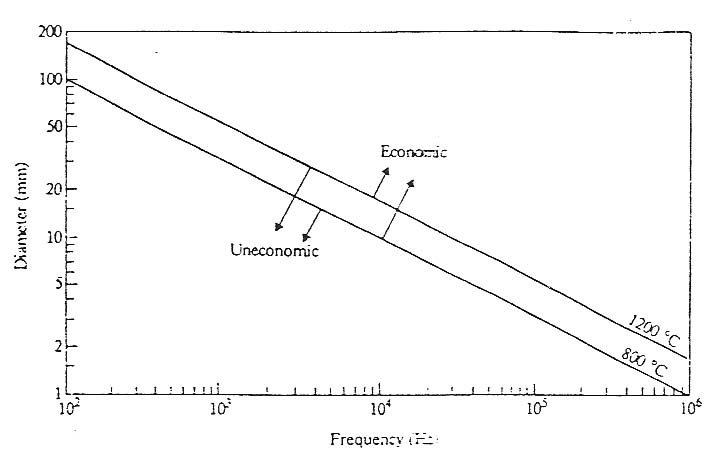 200
100
50
20
10
5
2
1
Diameter (mm)
Economic
Uneconomic
1200 °C
800 °C
10² 10³ 10⁴ 10⁵ 10⁶
Frequency (Hz)